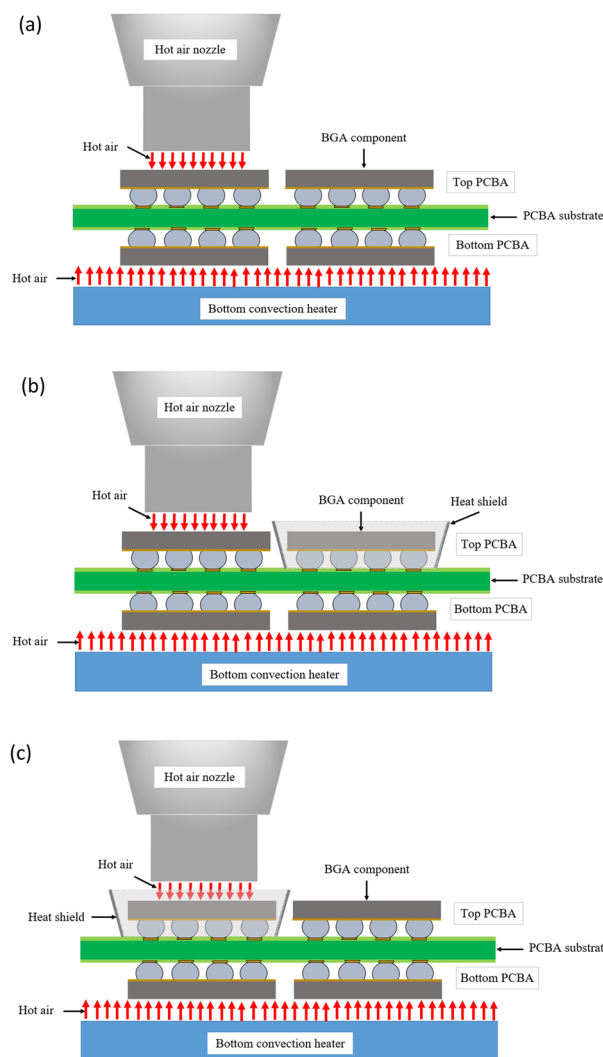 (a)
Hot air nozzle
Hot air
BGA component
Top PCBA
PCBA substrate
Bottom PCBA
Hot air
Bottom convection heater
(b)
Hot air nozzle
Hot air
BGA component
Heat shield
Top PCBA
PCBA substrate
Bottom PCBA
Hot air
Bottom convection heater
(c)
Hot air nozzle
Hot air
BGA component
Heat shield
Top PCBA
PCBA substrat
Bottom PCBA
Hot air
Bottom convection heater